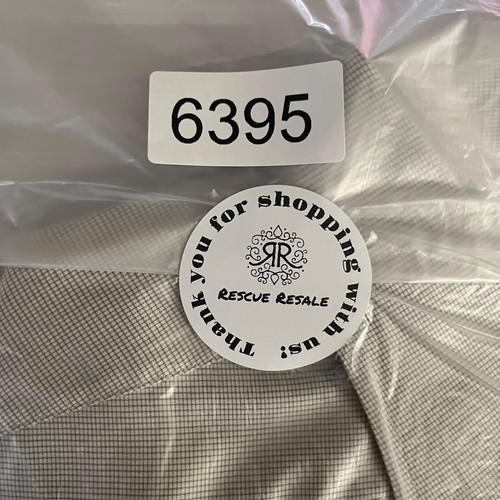 6395
Thank you for shopping with us!
RR
RESCUE RESALE